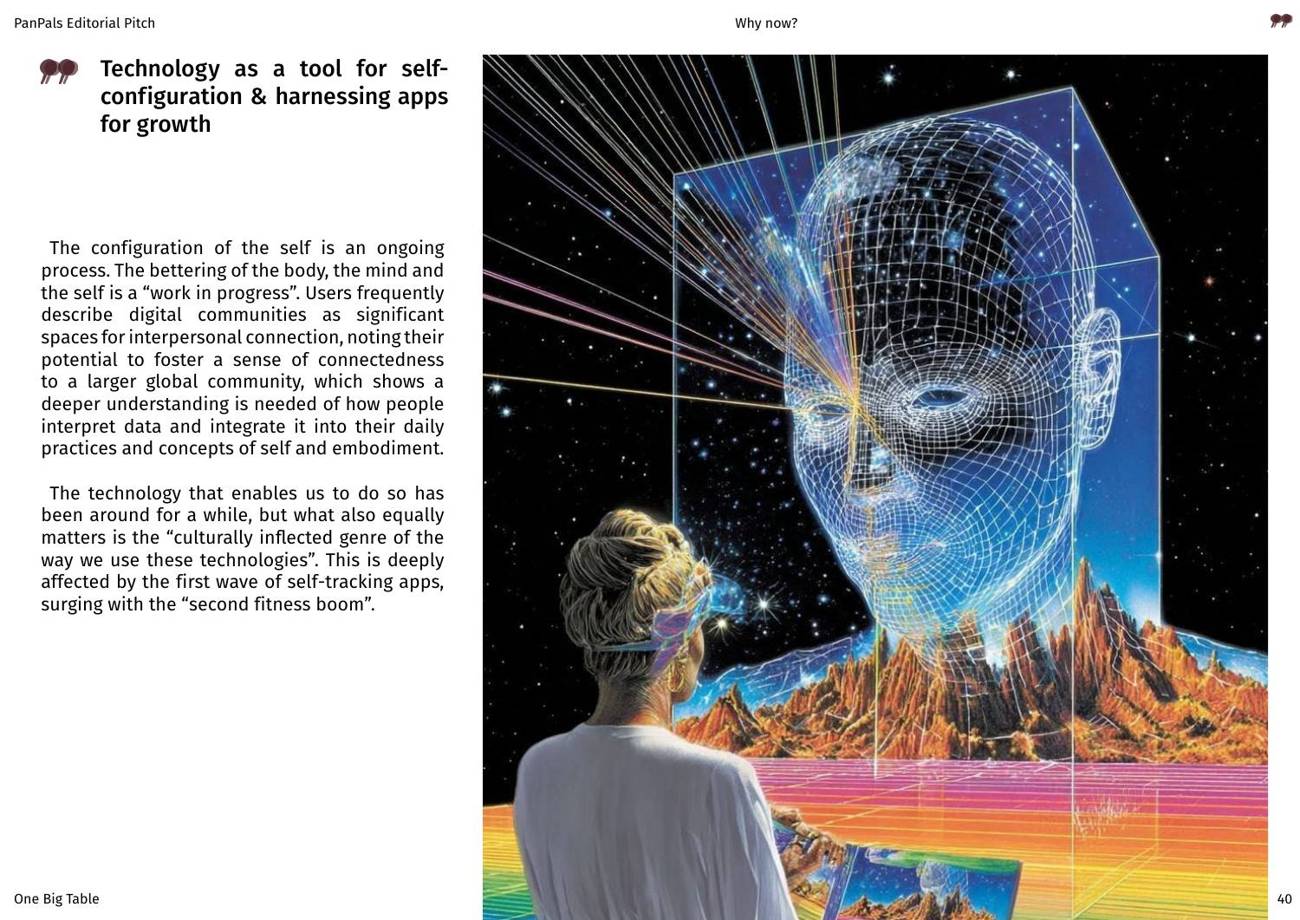 PanPals Editorial Pitch
Why now?
Technology as a tool for self-
configuration & harnessing apps
for growth
The configuration of the self is an ongoing
process. The bettering of the body, the mind and
the self is a “work in progress”. Users frequently
describe digital communities as significant
spaces for interpersonal connection, noting their
potential to foster a sense of connectedness
to a larger global community, which shows a
deeper understanding is needed of how people
interpret data and integrate it into their daily
practices and concepts of self and embodiment.
The technology that enables us to do so has
been around for a while, but what also equally
matters is the “culturally inflected genre of the
way we use these technologies”. This is deeply
affected by the first wave of self-tracking apps,
surging with the “second fitness boom”.
One Big Table
40